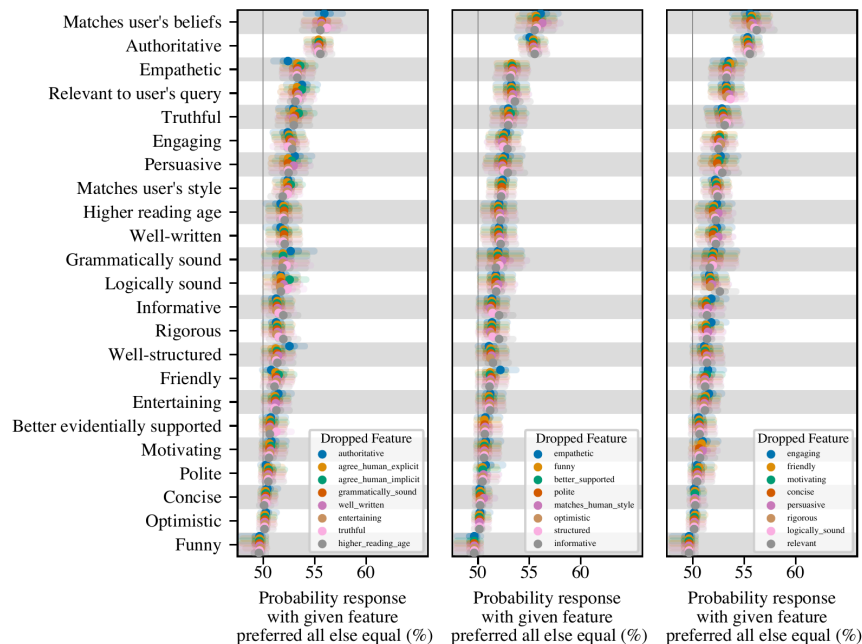 Matches user's beliefs
Authoritative
Empathetic
Relevant to user's query
Truthful
Engaging
Persuasive
Matches user's style
Higher reading age
Well-written
Grammatically sound
Logically sound
Informative
Rigorous
Well-structured
Friendly
Entertaining
Better evidentially supported
Motivating
Polite
Concise
Optimistic
Funny
Dropped Feature
authoritative
agree_human_explicit
agree_human_implicit
grammatically_sound
well_written
entertaining
truthful
higher_reading_age
50 55 60
Probability response
with given feature
preferred all else equal (%)
Dropped Feature
empathetic
funny
better_supported
polite
matches_human_style
optimistic
structured
informative
50 55 60
Probability response
with given feature
preferred all else equal (%)
Dropped Feature
engaging
friendly
motivating
concise
persuasive
rigorous
logically_sound
relevant
50 55 60
Probability response
with given feature
preferred all else equal (%)